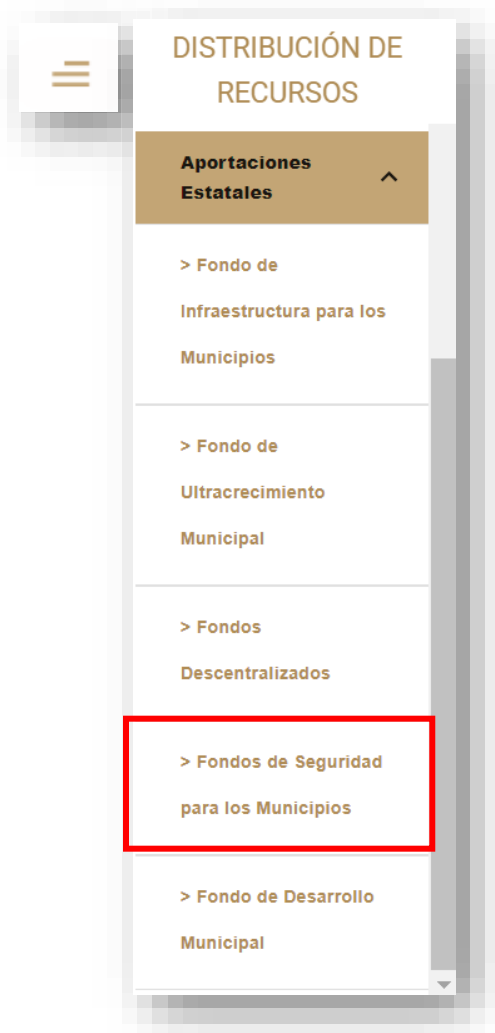 DISTRIBUCIÓN DE
RECURSOS
Aportaciones
Estatales
> Fondo de
Infraestructura para los
Municipios
> Fondo de
Ultracrecimiento
Municipal
> Fondos
Descentralizados
> Fondos de Seguridad
para los Municipios
> Fondo de Desarrollo
Municipal